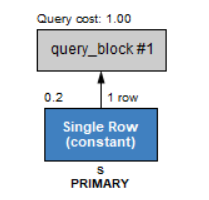 Query cost: 1.00
query_block #1
0.2 1 row
Single Row
(constant)
s
PRIMARY